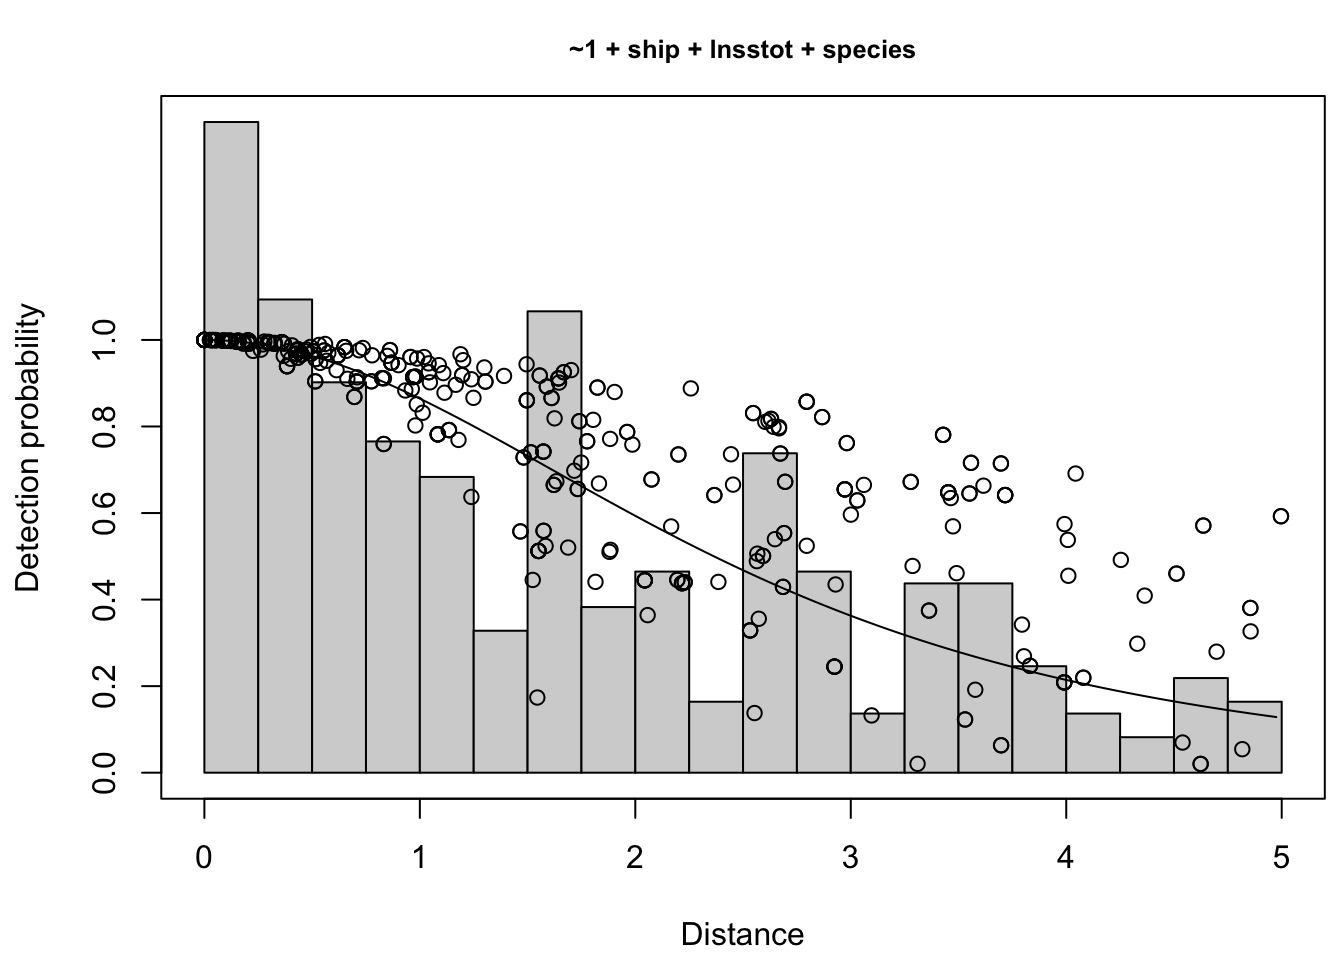 ~1 + ship + lnsstot + species
Detection probability
1.0
0.8
0.6
0.4
0.2
0.0
0 1 2 3 4 5
Distance